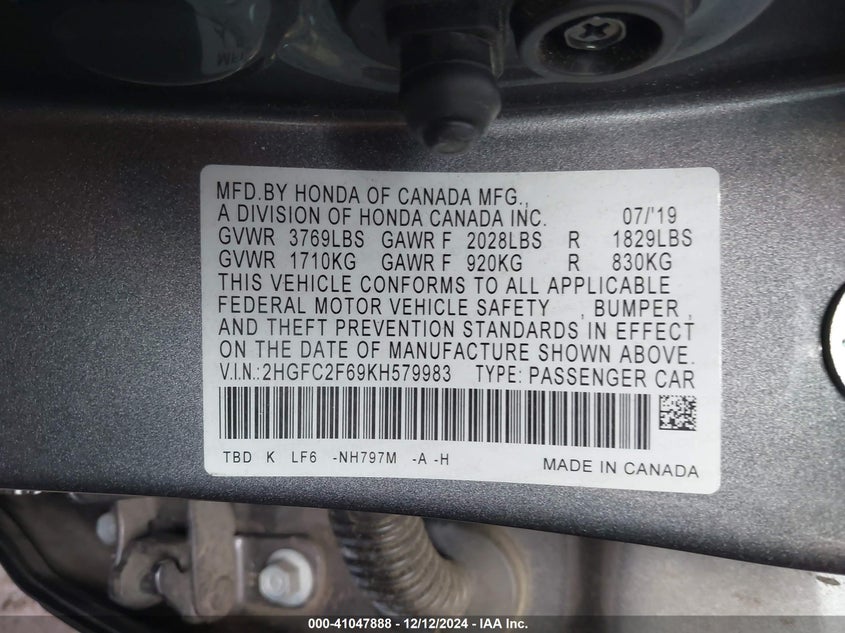 MFD.BY HONDA OF CANADA MFG.,
A DIVISION OF HONDA CANADA INC. 07/'19
GVWR 3769LBS GAWR F 2028LBS R 1829LBS
GVWR 1710KG GAWR F 920KG R 830KG
THIS VEHICLE CONFORMS TO ALL APPLICABLE
FEDERAL MOTOR VEHICLE SAFETY , BUMPER ,
AND THEFT PREVENTION STANDARDS IN EFFECT
ON THE DATE OF MANUFACTURE SHOWN ABOVE.
V.I.N.:2HGFC2F69KH579983 TYPE: PASSENGER CAR
TBD K LF6 -NH797M -A -H
MADE IN CANADA
000-41047888 - 12/12/2024 - IAA Inc.